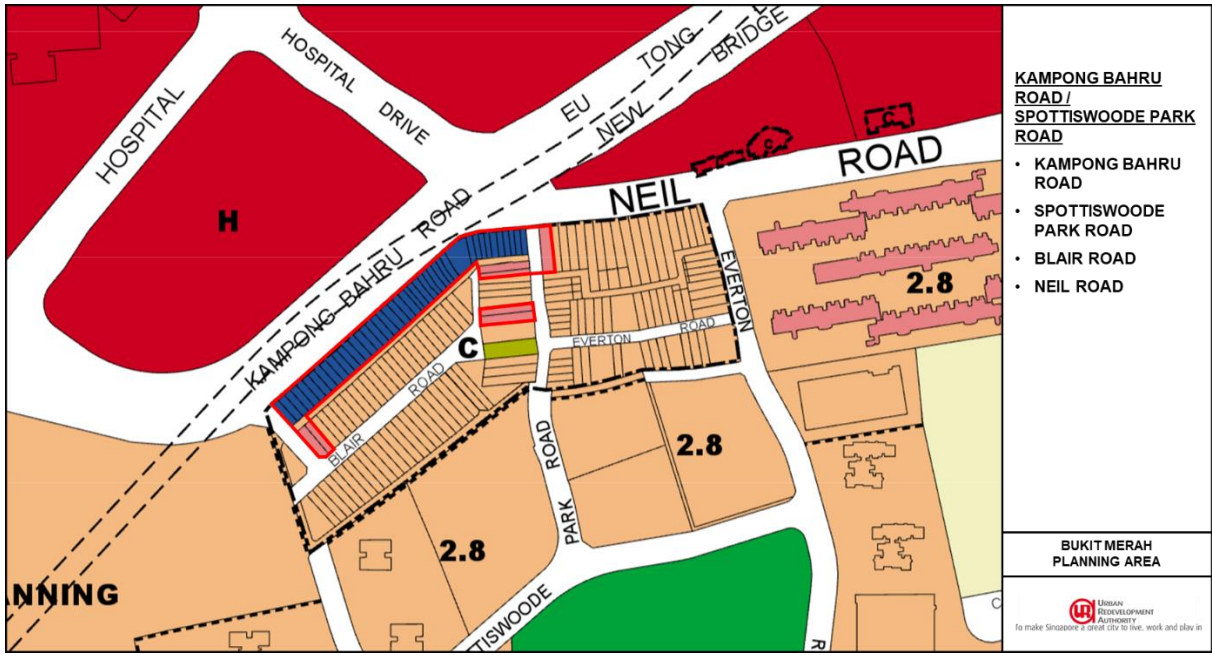 HOSPITAL
HOSPITAL
DRIVE
EU
TONG
NEW
BRIDGE
H
KAMPONG BAHRU
ROAD
NEIL
ROAD
C
C
EVERTON
2.8
EVERTON
ROAD
C
BLAIR
ROAD
ROAD
PARK
2.8
2.8
TTISWOODE
ANNING
R
C
KAMPONG BAHRU
ROAD /
SPOTTISWOODE PARK
ROAD
• KAMPONG BAHRU
ROAD
• SPOTTISWOODE
PARK ROAD
• BLAIR ROAD
• NEIL ROAD
BUKIT MERAH
PLANNING AREA
URBAN
REDEVELOPMENT
AUTHORITY
To make Singapore a great city to live, work and play in